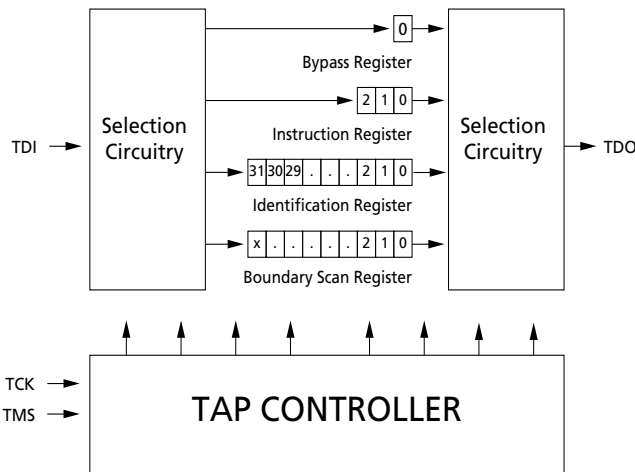 0
Bypass Register
2 1 0
Instruction Register
TDI
Selection
Circuitry
Selection
Circuitry
TDO
31 30 29 . . . 2 1 0
Identification Register
x . . . . . 2 1 0
Boundary Scan Register
TCK
TMS
TAP CONTROLLER